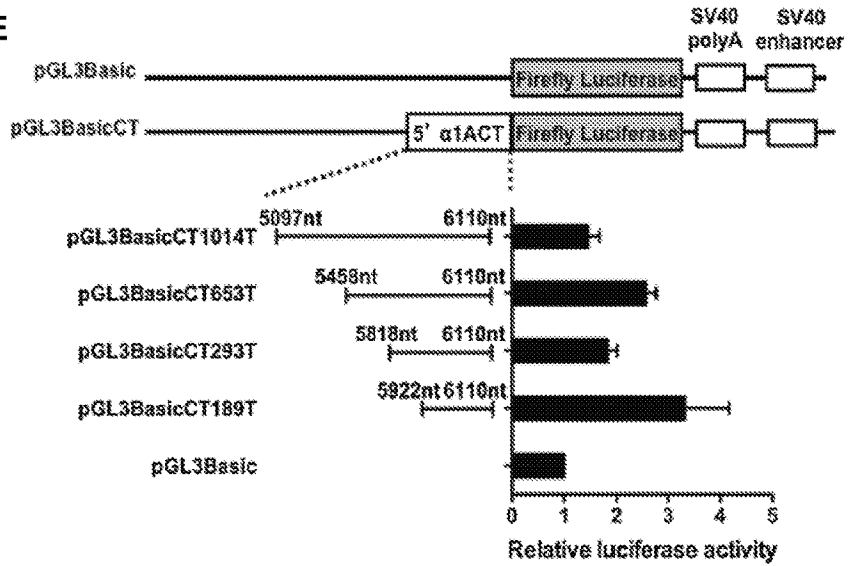 E
SV40 polyA
SV40 enhancer
pGL3Basic
Firefly Luciferase
pGL3BasicCT
5' α1ACT
Firefly Luciferase
5097nt 6110nt
pGL3BasicCT1014T
5458nt 6110nt
pGL3BasicCT653T
5818nt 6110nt
pGL3BasicCT293T
5922nt 6110nt
pGL3BasicCT189T
pGL3Basic
0 1 2 3 4 5
Relative luciferase activity